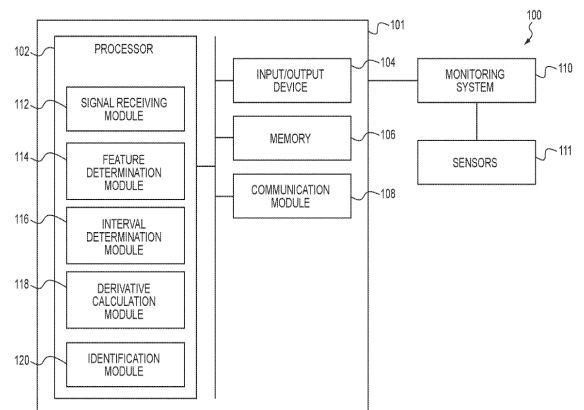 100
101
102
PROCESSOR
112
SIGNAL RECEIVING
MODULE
114
FEATURE
DETERMINATION
MODULE
116
INTERVAL
DETERMINATION
MODULE
118
DERIVATIVE
CALCULATION
MODULE
120
IDENTIFICATION
MODULE
104
INPUT/OUTPUT
DEVICE
106
MEMORY
108
COMMUNICATION
MODULE
110
MONITORING
SYSTEM
111
SENSORS